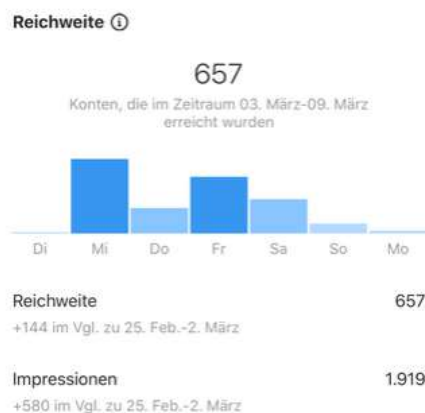 Reichweite
657
Konten, die im Zeitraum 03. März-09. März
erreicht wurden
Di Mi Do Fr Sa So Mo
Reichweite 657
+144 im Vgl. zu 25. Feb.-2. März
Impressionen 1.919
+580 im Vgl. zu 25. Feb.-2. März